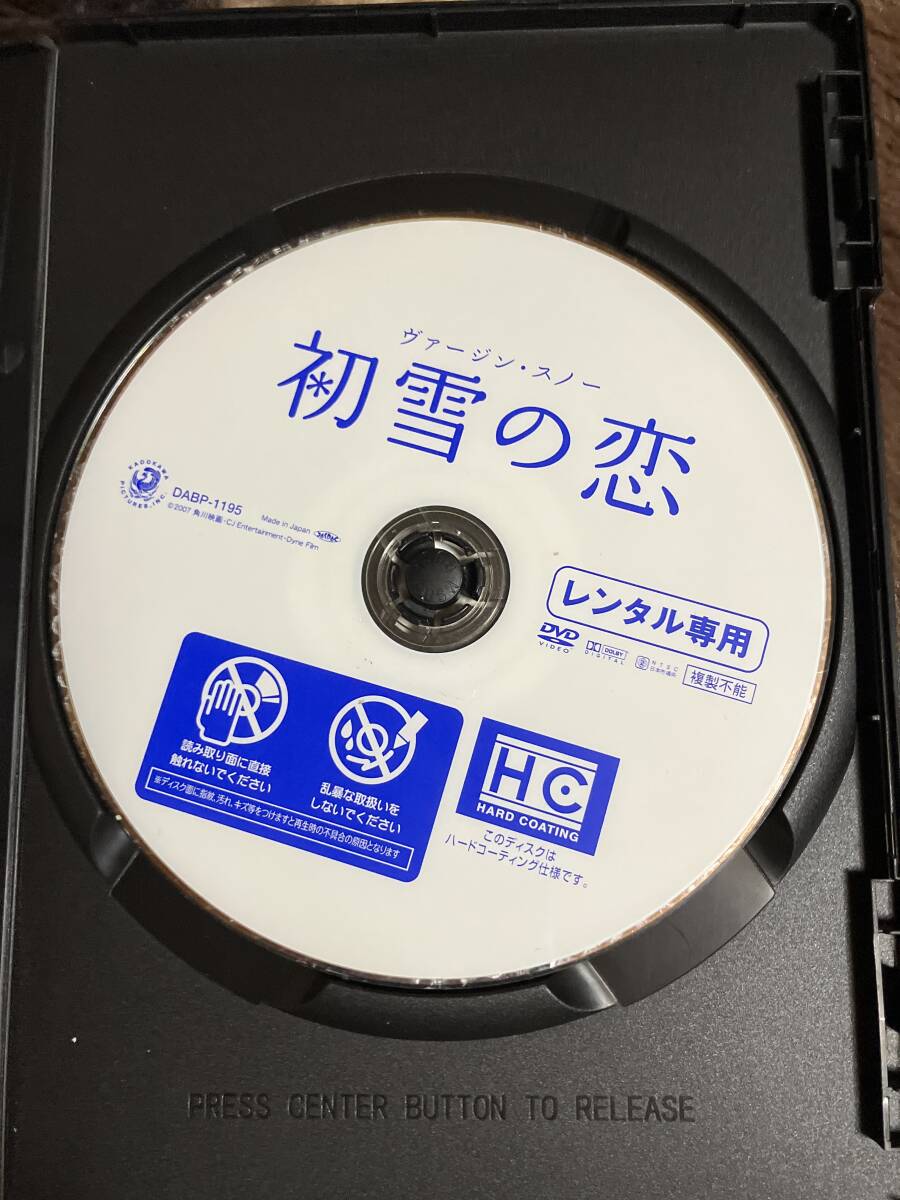 ヴァージン・スノー
初雪の恋
KADOKAWA
PICTURES, INC.
DABP-1195
©2007 角川映画・CJ Entertainment・Dyne Film
Made in Japan
レンタル専用
DVD
VIDEO
DOLBY
DIGITAL
NTSC
日本市場向
複製不能
読み取り面に直接
触れないでください
乱暴な取扱いを
しないでください
※ディスク面に指紋、汚れ、キズ等をつけますと再生時の不具合の原因となります
HC
HARD COATING
このディスクは
ハードコーティング仕様です。
PRESS CENTER BUTTON TO RELEASE